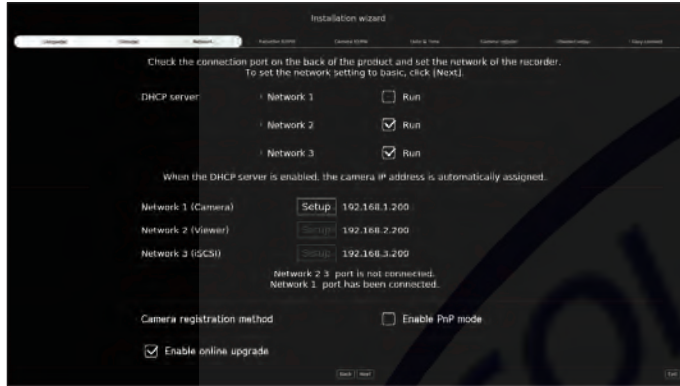 Installation wizard
Language Network Date & Time
Check the connection port on the back of the product and set the network of the recorder.
To set the network setting to basic, click [Next].
DHCP server Network 1 Run
Network 2 Run
Network 3 Run
When the DHCP server is enabled, the camera IP address is automatically assigned.
Network 1 (Camera) Setup 192.168.1.200
Network 2 (Viewer) Setup 192.168.2.200
Network 3 (iSCSI) Setup 192.168.3.200
Network 2 3 port is not connected.
Network 1 port has been connected.
Camera registration method Enable PnP mode
Enable online upgrade
Back Next Exit